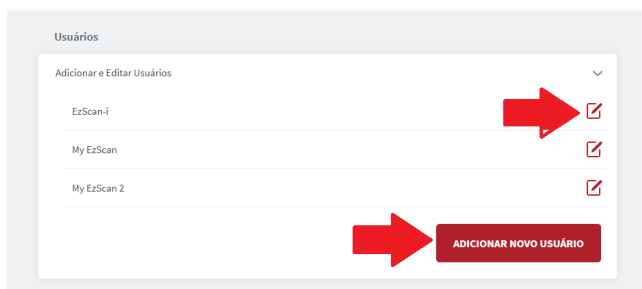 Usuários
Adicionar e Editar Usuários
EzScan-i
My EzScan
My EzScan 2
ADICIONAR NOVO USUÁRIO